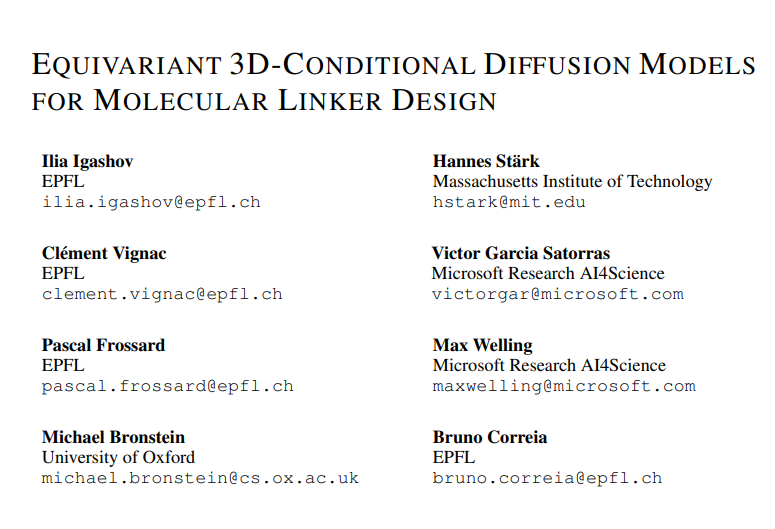 EQUIVARIANT 3D-CONDITIONAL DIFFUSION MODELS
FOR MOLECULAR LINKER DESIGN
Ilia Igashov
EPFL
ilia.igashov@epfl.ch
Hannes Stärk
Massachusetts Institute of Technology
hstark@mit.edu
Clément Vignac
EPFL
clement.vignac@epfl.ch
Victor Garcia Satorras
Microsoft Research AI4Science
victorgar@microsoft.com
Pascal Frossard
EPFL
pascal.frossard@epfl.ch
Max Welling
Microsoft Research AI4Science
maxwelling@microsoft.com
Michael Bronstein
University of Oxford
michael.bronstein@cs.ox.ac.uk
Bruno Correia
EPFL
bruno.correia@epfl.ch